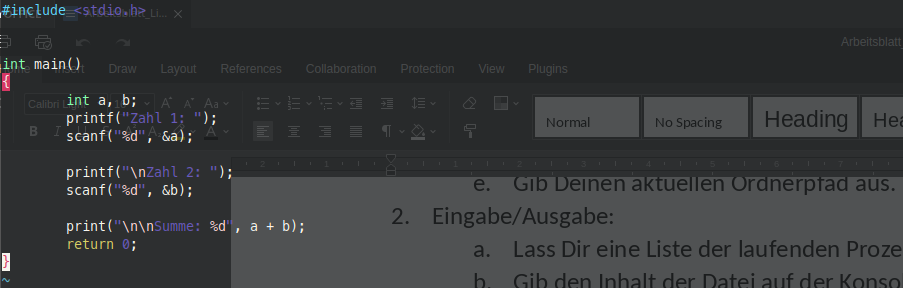 #include <stdio.h>
Arbeitsblatt_Li...
Arbeitsblatt
int main()
Insert Draw Layout References Collaboration Protection View Plugins
{
int a, b;
Calibri
Aa
printf("Zahl 1: ");
Normal No Spacing Heading Hea
scanf("%d", &a);
B
printf("\nZahl 2: ");
e. Gib Deinen aktuellen Ordnerpfad aus.
scanf("%d", &b);
2. Eingabe/Ausgabe:
print("\n\nSumme: %d", a + b);
return 0;
a. Lass Dir eine Liste der laufenden Proze
}
b. Gib den Inhalt der Datei auf der Konso
~